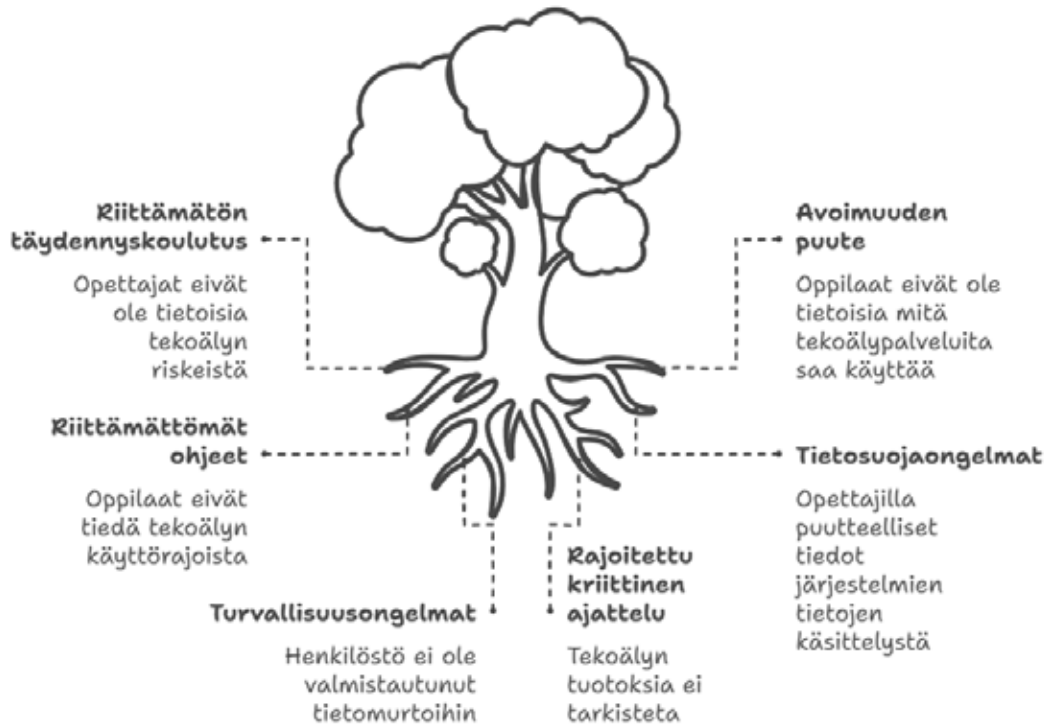 Riittämätön
täydennyskoulutus
Opettajat eivät
ole tietoisia
tekoälyn
riskeistä
Riittämättömät
ohjeet
Oppilaat eivät
tiedä tekoälyn
käyttörajoista
Turvallisuusongelmat
Henkilöstö ei ole
valmistautunut
tietomurtoihin
Rajoitettu
kriittinen
ajattelu
Tekoälyn
tuotoksia ei
tarkisteta
Avoimuuden
puute
Oppilaat eivät ole
tietoisia mitä
tekoälypalveluita
saa käyttää
Tietosuojaongelmat
Opettajilla
puutteelliset
tiedot
järjestelmien
tietojen
käsittelystä